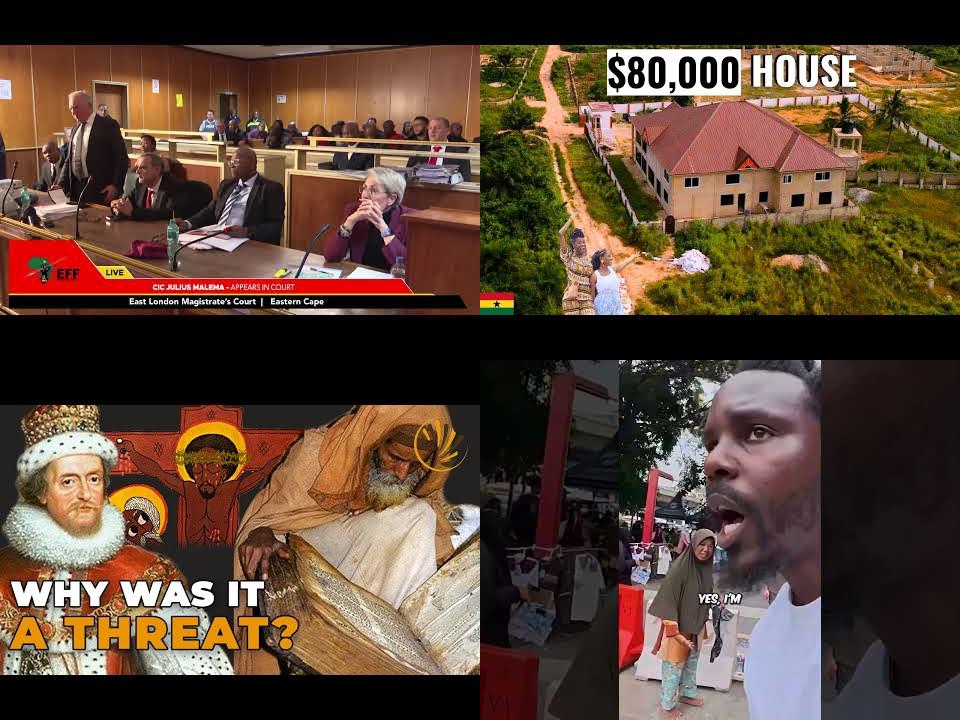 EFF
LIVE
CIC JULIUS MALEMA - APPEARS IN COURT
East London Magistrate's Court | Eastern Cape
$80,000 HOUSE
WHY WAS IT
A THREAT?
YES, I'M